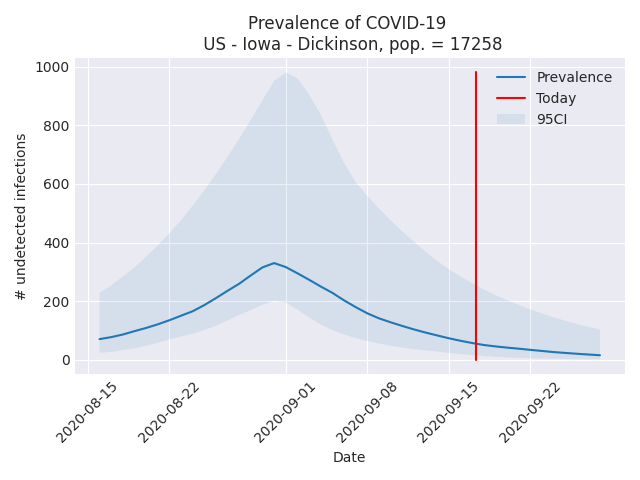 Prevalence of COVID-19
US - Iowa - Dickinson, pop. = 17258
1000
800
600
400
200
0
# undetected infections
Prevalence
Today
95CI
2020-08-15
2020-08-22
2020-09-01
2020-09-08
2020-09-15
2020-09-22
Date